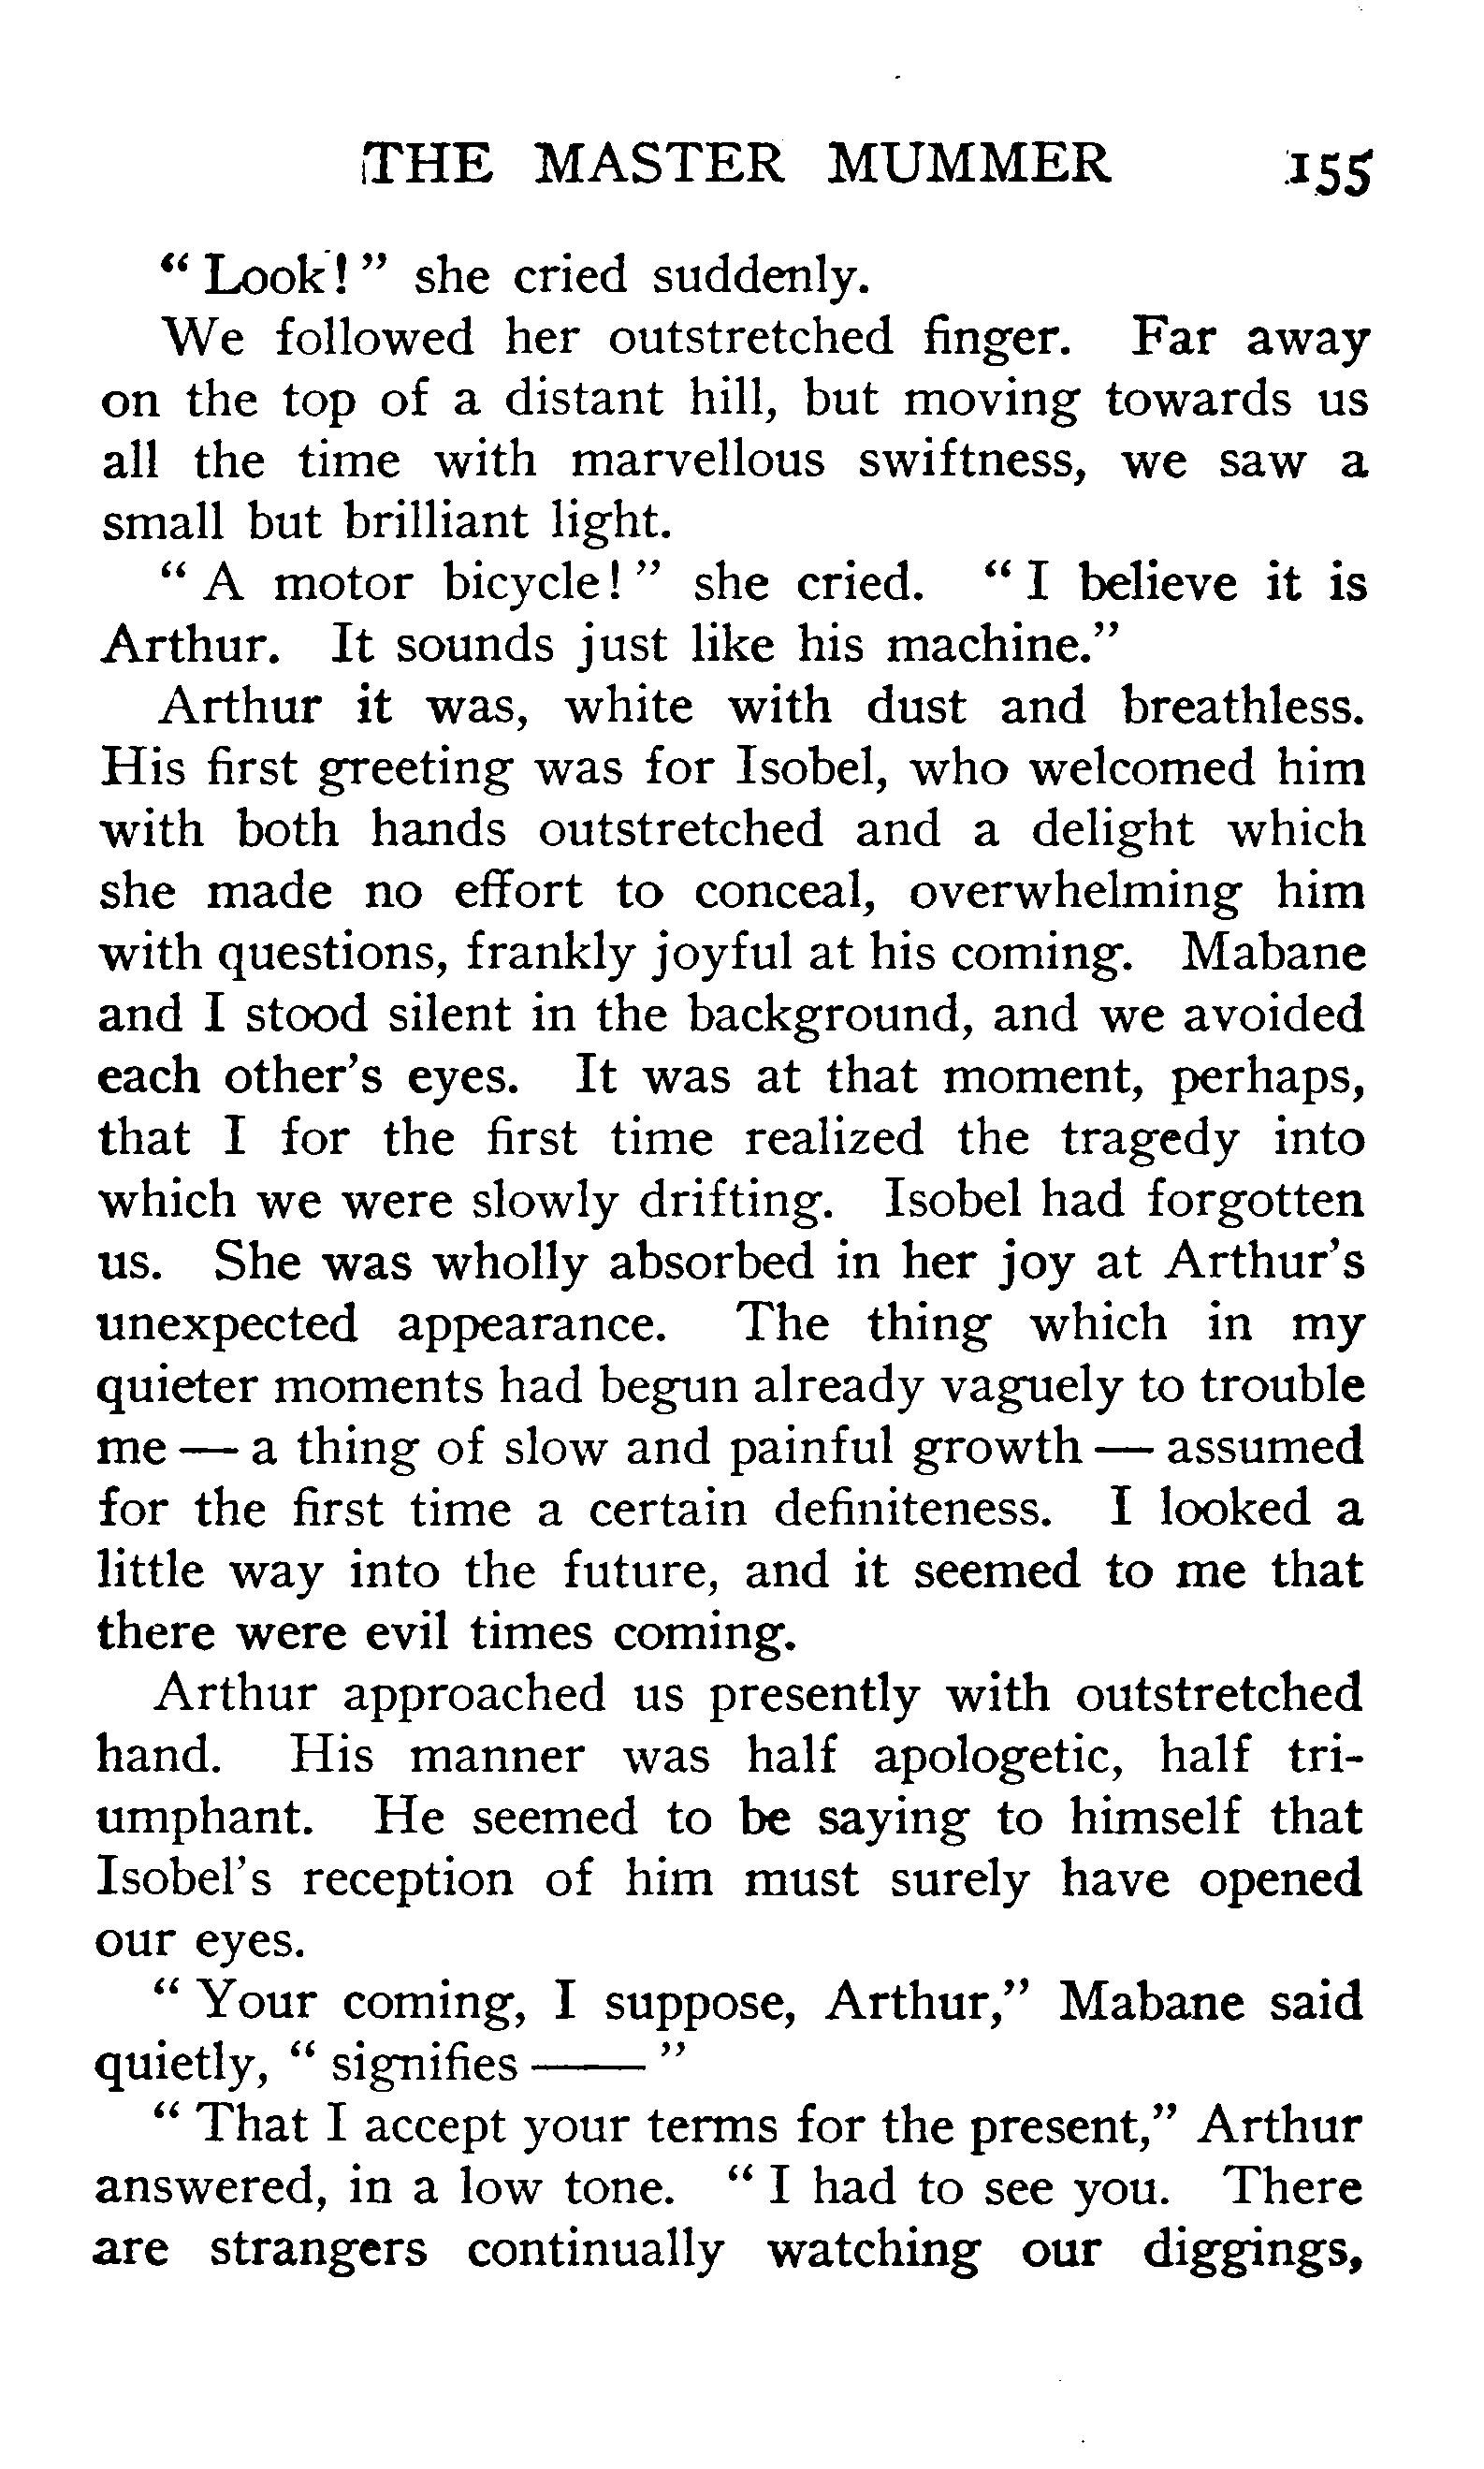 THE MASTER MUMMER 155
“ Look! ” she cried suddenly.
We followed her outstretched finger. Far away
on the top of a distant hill, but moving towards us
all the time with marvellous swiftness, we saw a
small but brilliant light.
“ A motor bicycle! ” she cried. “ I believe it is
Arthur. It sounds just like his machine.”
Arthur it was, white with dust and breathless.
His first greeting was for Isobel, who welcomed him
with both hands outstretched and a delight which
she made no effort to conceal, overwhelming him
with questions, frankly joyful at his coming. Mabane
and I stood silent in the background, and we avoided
each other’s eyes. It was at that moment, perhaps,
that I for the first time realized the tragedy into
which we were slowly drifting. Isobel had forgotten
us. She was wholly absorbed in her joy at Arthur’s
unexpected appearance. The thing which in my
quieter moments had begun already vaguely to trouble
me — a thing of slow and painful growth — assumed
for the first time a certain definiteness. I looked a
little way into the future, and it seemed to me that
there were evil times coming.
Arthur approached us presently with outstretched
hand. His manner was half apologetic, half tri-
umphant. He seemed to be saying to himself that
Isobel’s reception of him must surely have opened
our eyes.
“ Your coming, I suppose, Arthur,” Mabane said
quietly, “ signifies —— ”
“ That I accept your terms for the present,” Arthur
answered, in a low tone. “ I had to see you. There
are strangers continually watching our diggings,